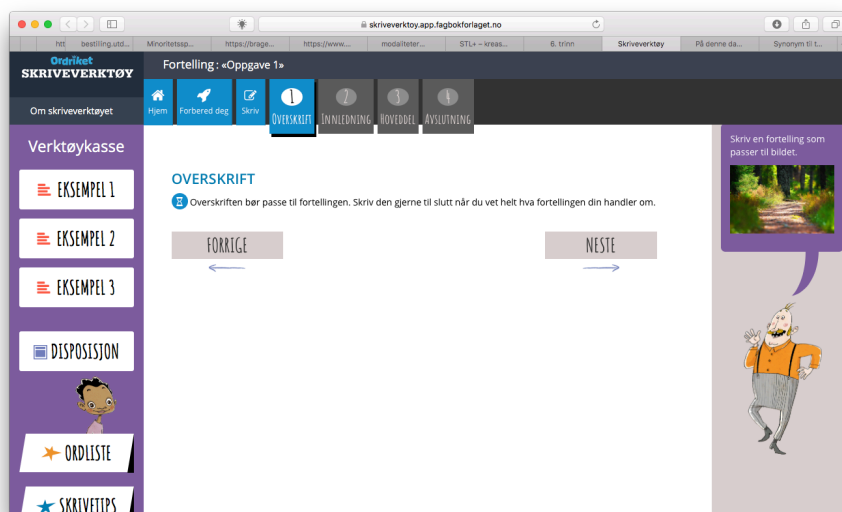 skriveverktoy.app.fagbokforlaget.no
htt
bestilling.utd...
Minoritetssp...
https://brage...
https://www....
modaliteter...
STL+ – kreas...
6. trinn
Skriveverktøy
På denne da...
Synonym til t...
Ordriket
SKRIVEVERKTØY
Fortelling : «Oppgave 1»
Om skriveverktøyet
Hjem
Forbered deg
Skriv
1
OVERSKRIFT
2
INNLEDNING
3
HOVEDDEL
4
AVSLUTNING
Verktøykasse
EKSEMPEL 1
EKSEMPEL 2
EKSEMPEL 3
DISPOSISJON
ORDLISTE
SKRIVETIPS
OVERSKRIFT
Overskriften bør passe til fortellingen. Skriv den gjerne til slutt når du vet helt hva fortellingen din handler om.
FORRIGE
NESTE
Skriv en fortelling som
passer til bildet.